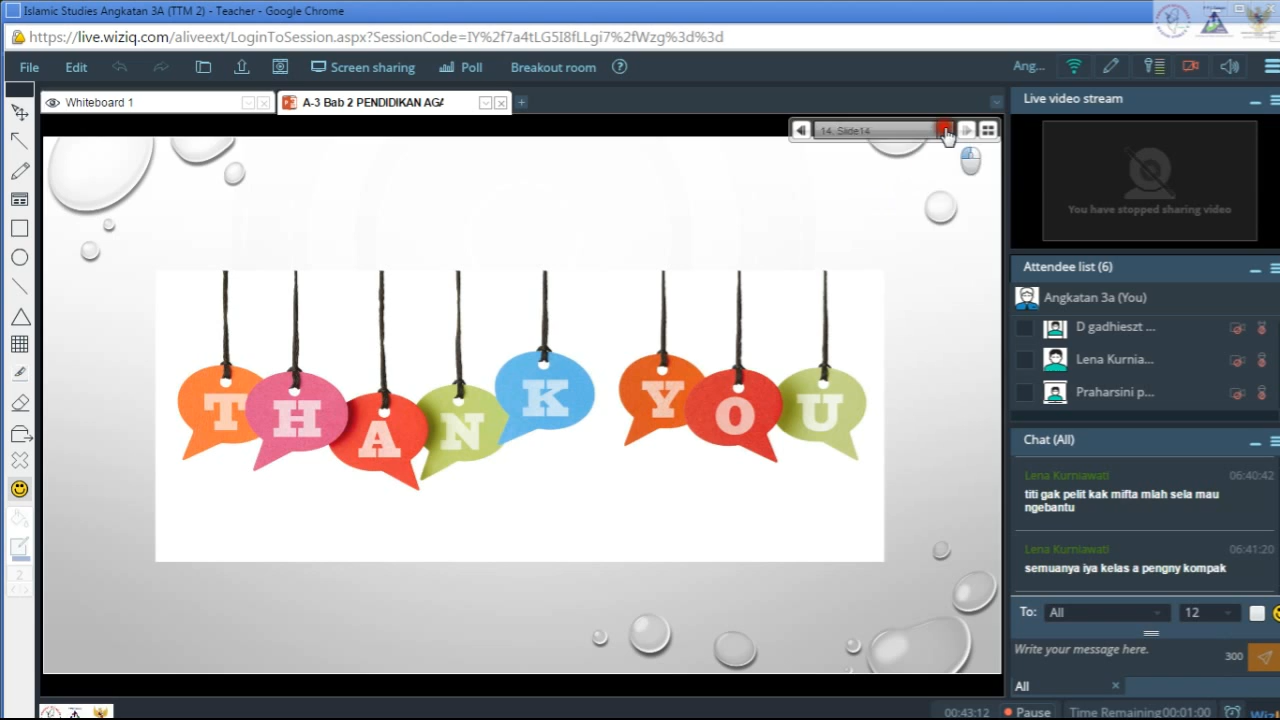 Islamic Studies Angkatan 3A (TTM 2) - Teacher - Google Chrome
https://live.wiziq.com/aliveext/LoginToSession.aspx?SessionCode=IY%2f7a4tLG5I8fLLgi7%2fWzg%3d%3d
File Edit Screen sharing Poll Breakout room Ang...
Whiteboard 1 A-3 Bab 2 PENDIDIKAN AGA
Live video stream
14. Slide14
You have stopped sharing video
Attendee list (6)
Angkatan 3a (You)
D gadhieszt ...
Lena Kurnia...
Praharsini p...
THANK YOU
Chat (All)
Lena Kurniawati 06:40:42
titi gak pelit kak mifta mlah sela mau
ngebantu
Lena Kurniawati 06:41:20
semuanya iya kelas a pengny kompak
To: All 12
Write your message here. 300
All
2
00:43:12 Pause Time Remaining 00:01:00 WizI